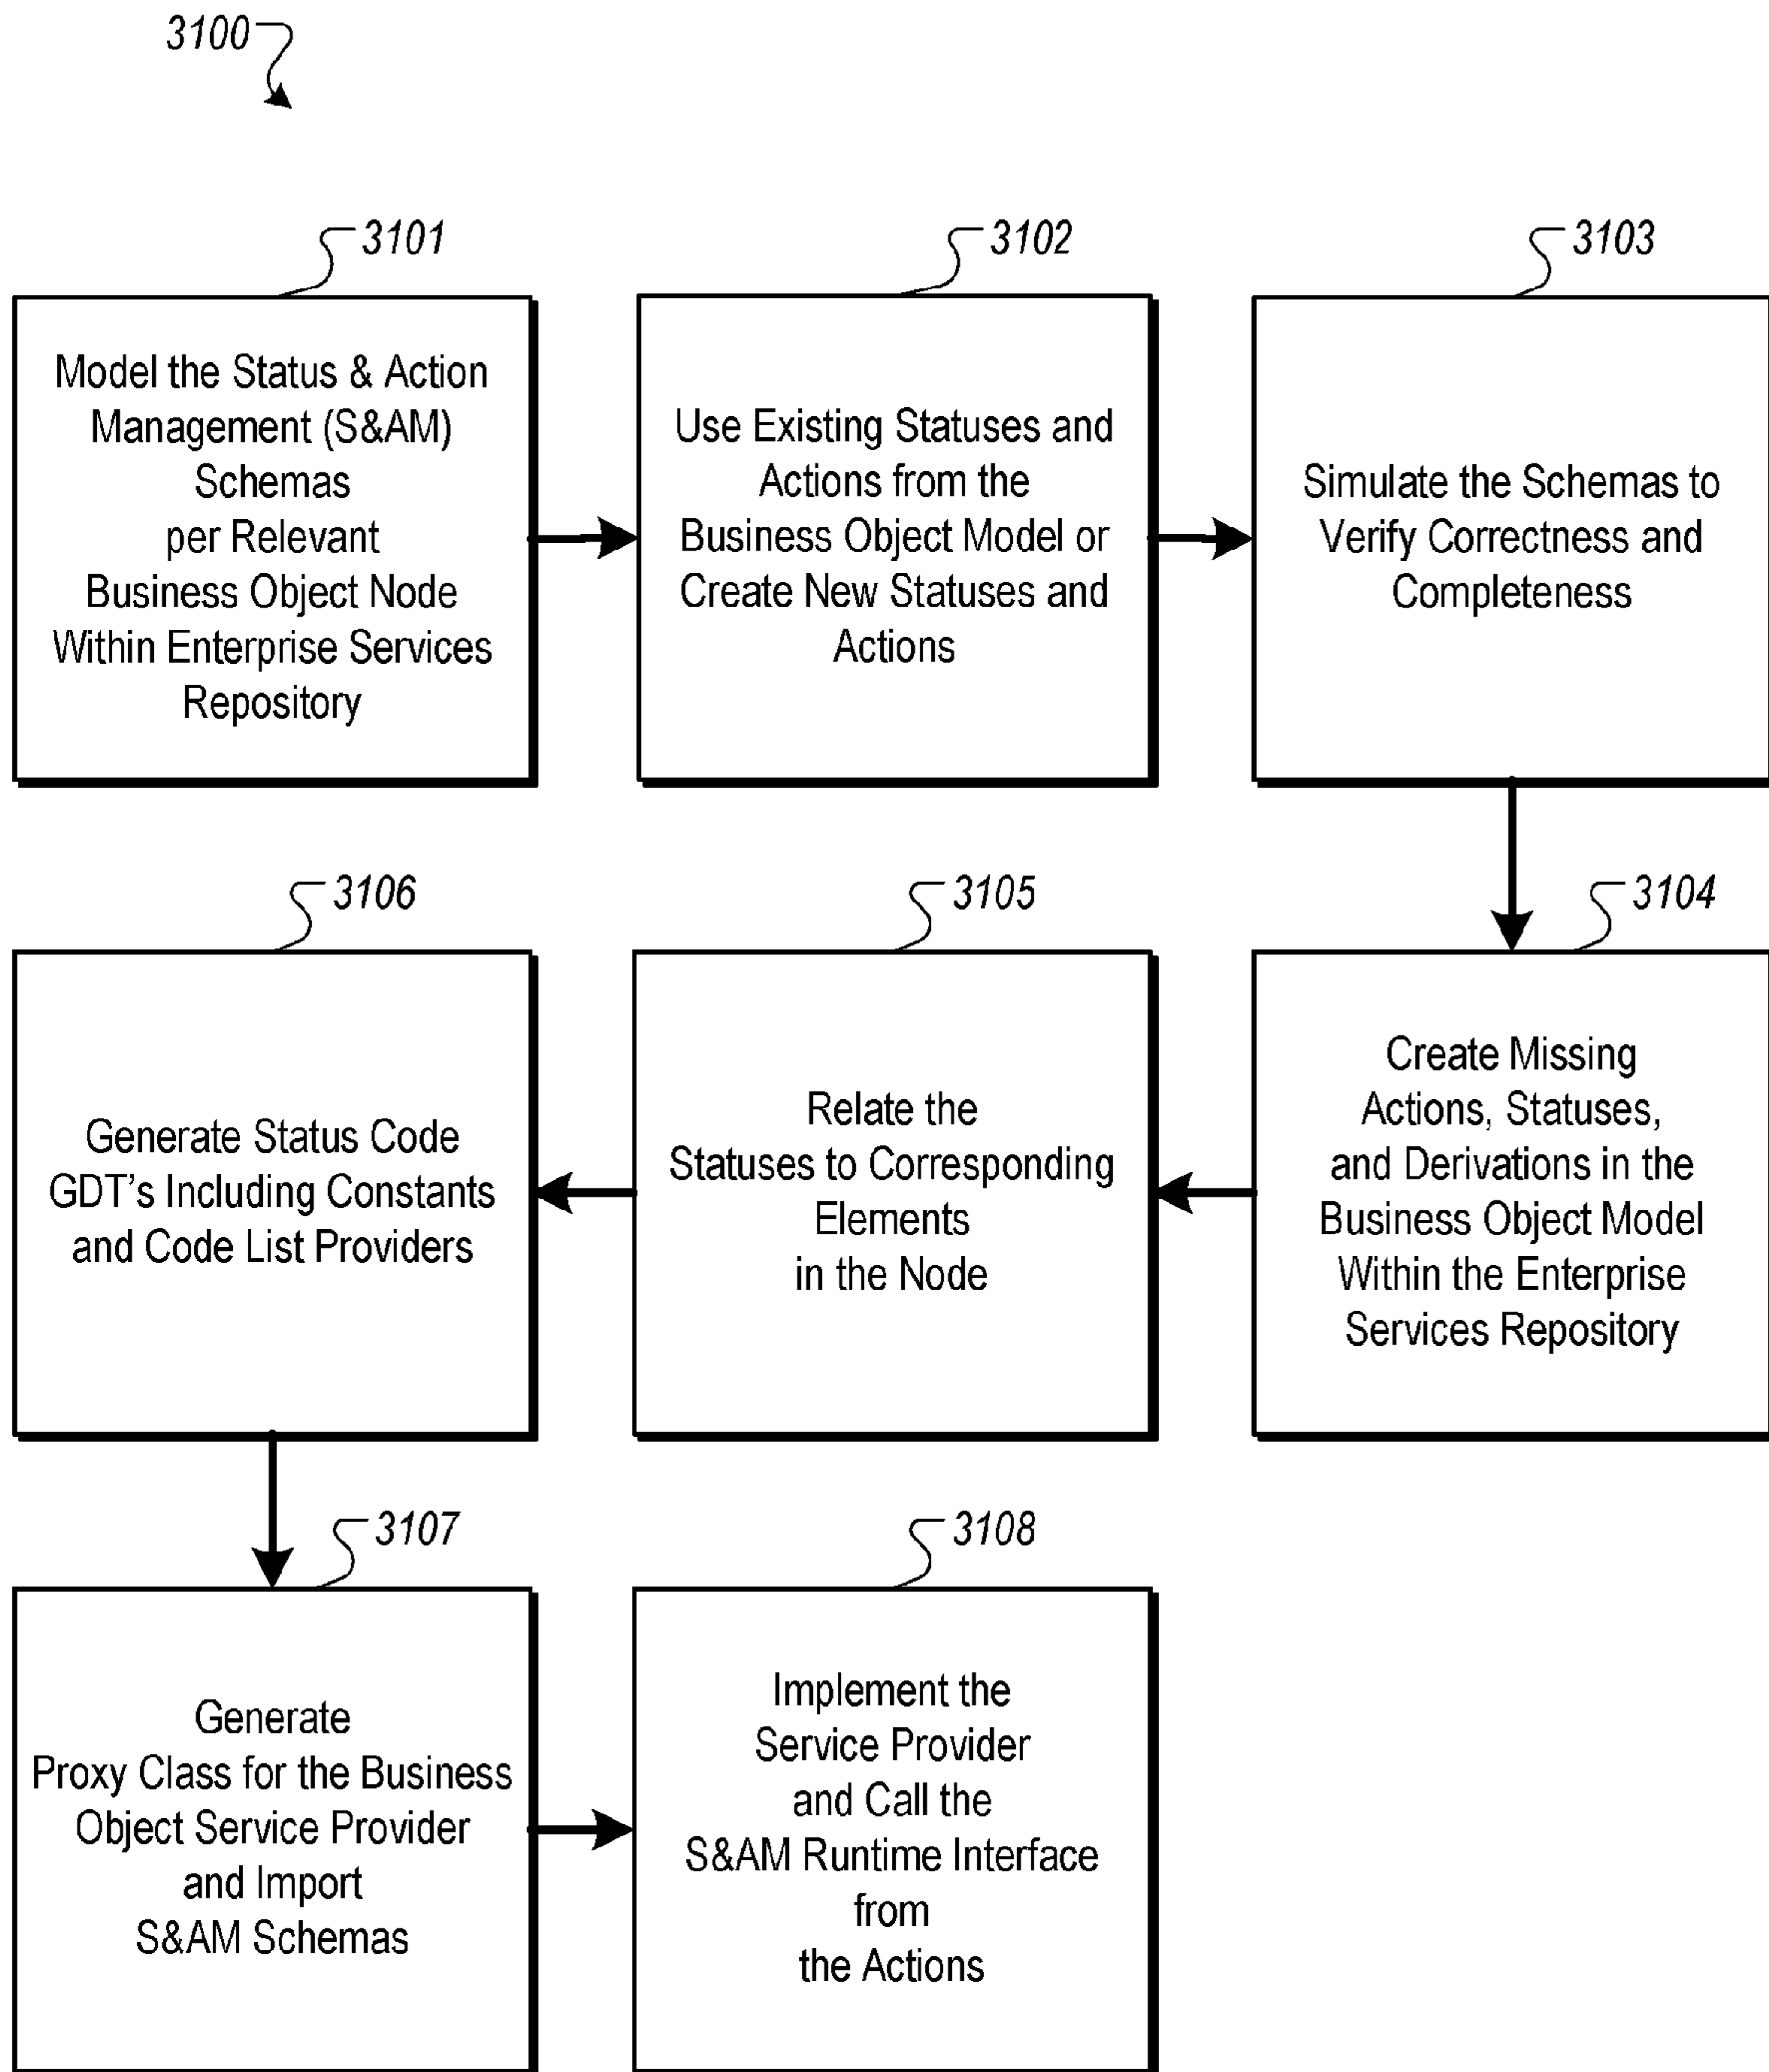 3100
3101
Model the Status & Action
Management (S&AM)
Schemas
per Relevant
Business Object Node
Within Enterprise Services
Repository
3102
Use Existing Statuses and
Actions from the
Business Object Model or
Create New Statuses and
Actions
3103
Simulate the Schemas to
Verify Correctness and
Completeness
3104
Create Missing
Actions, Statuses,
and Derivations in the
Business Object Model
Within the Enterprise
Services Repository
3105
Relate the
Statuses to Corresponding
Elements
in the Node
3106
Generate Status Code
GDT's Including Constants
and Code List Providers
3107
Generate
Proxy Class for the Business
Object Service Provider
and Import
S&AM Schemas
3108
Implement the
Service Provider
and Call the
S&AM Runtime Interface
from
the Actions